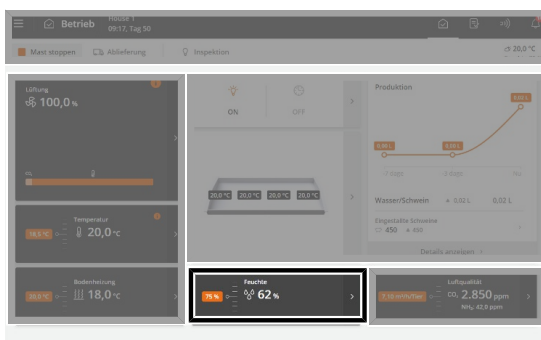 House 1
Betrieb
09:17, Tag 50
Mast stoppen
Ablieferung
Inspektion
20,0 °C
Lüftung
100,0 %
Temperatur
18,5 °C
20,0 °C
Bodenheizung
20,0 °C
18,0 °C
ON
OFF
20,0 °C 20,0 °C 20,0 °C 20,0 °C
Produktion
0,02 L
Wasser/Schwein
0,02 L
0,02 L
Eingestallte Schweine
450
Details anzeigen
Feuchte
75 %
62 %
Luftqualität
CO₂ 2.850 ppm
NH₃: 42,9 ppm